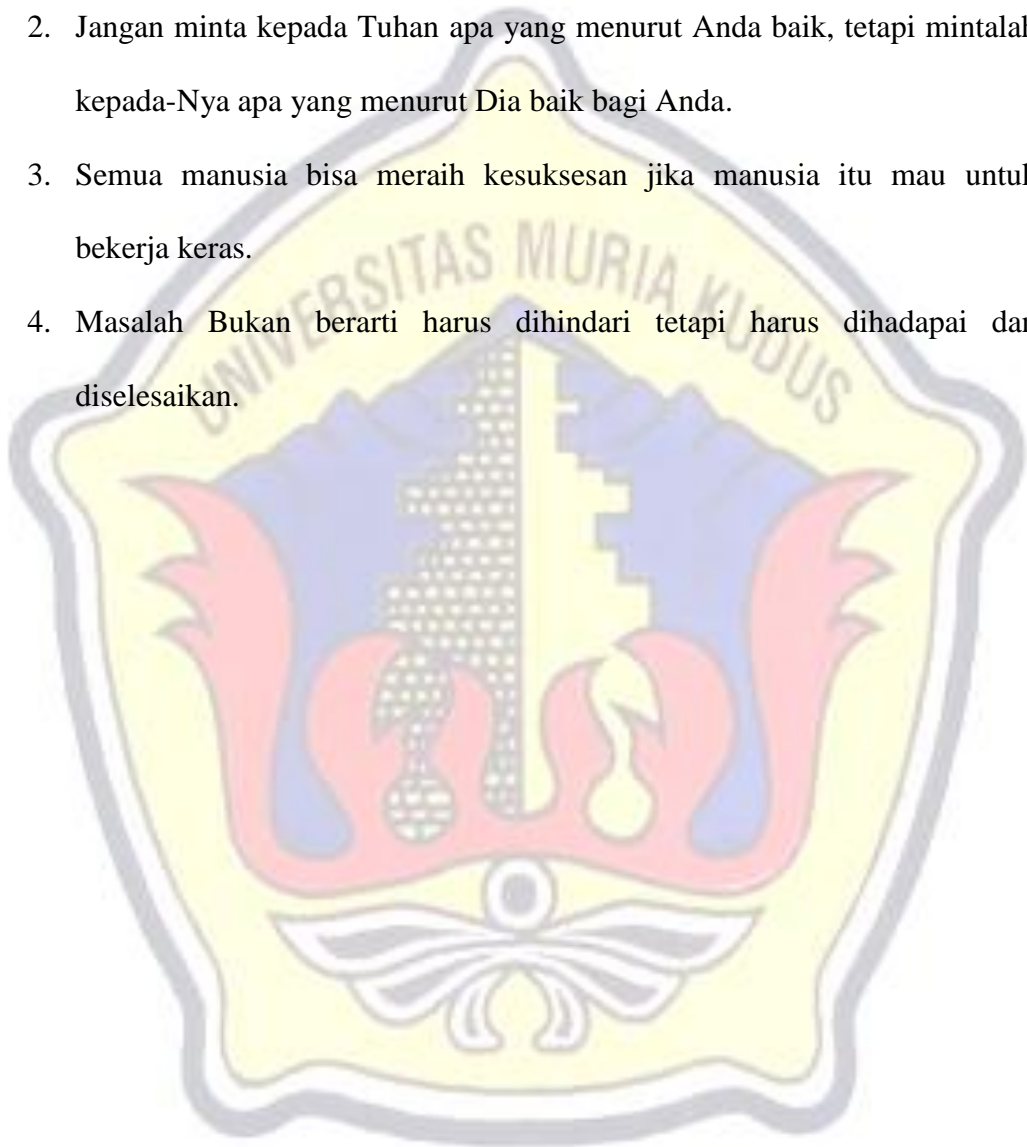 2. Jangan minta kepada Tuhan apa yang menurut Anda baik, tetapi mintalah
kepada-Nya apa yang menurut Dia baik bagi Anda.
3. Semua manusia bisa meraih kesuksesan jika manusia itu mau
bekerja keras.
4. Masalah Bukan berarti harus dihindari tetapi harus dihadapai
diselesaikan.
UNIVERSITAS MURIA KUDUS